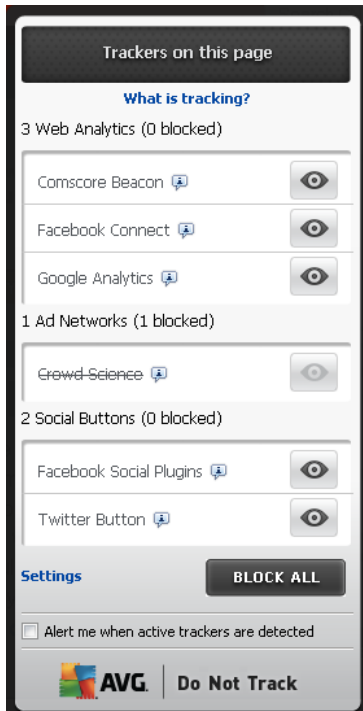 Trackers on this page
What is tracking?
3 Web Analytics (0 blocked)
Comscore Beacon
Facebook Connect
Google Analytics
1 Ad Networks (1 blocked)
Crowd Science
2 Social Buttons (0 blocked)
Facebook Social Plugins
Twitter Button
Settings BLOCK ALL
Alert me when active trackers are detected
AVG. Do Not Track